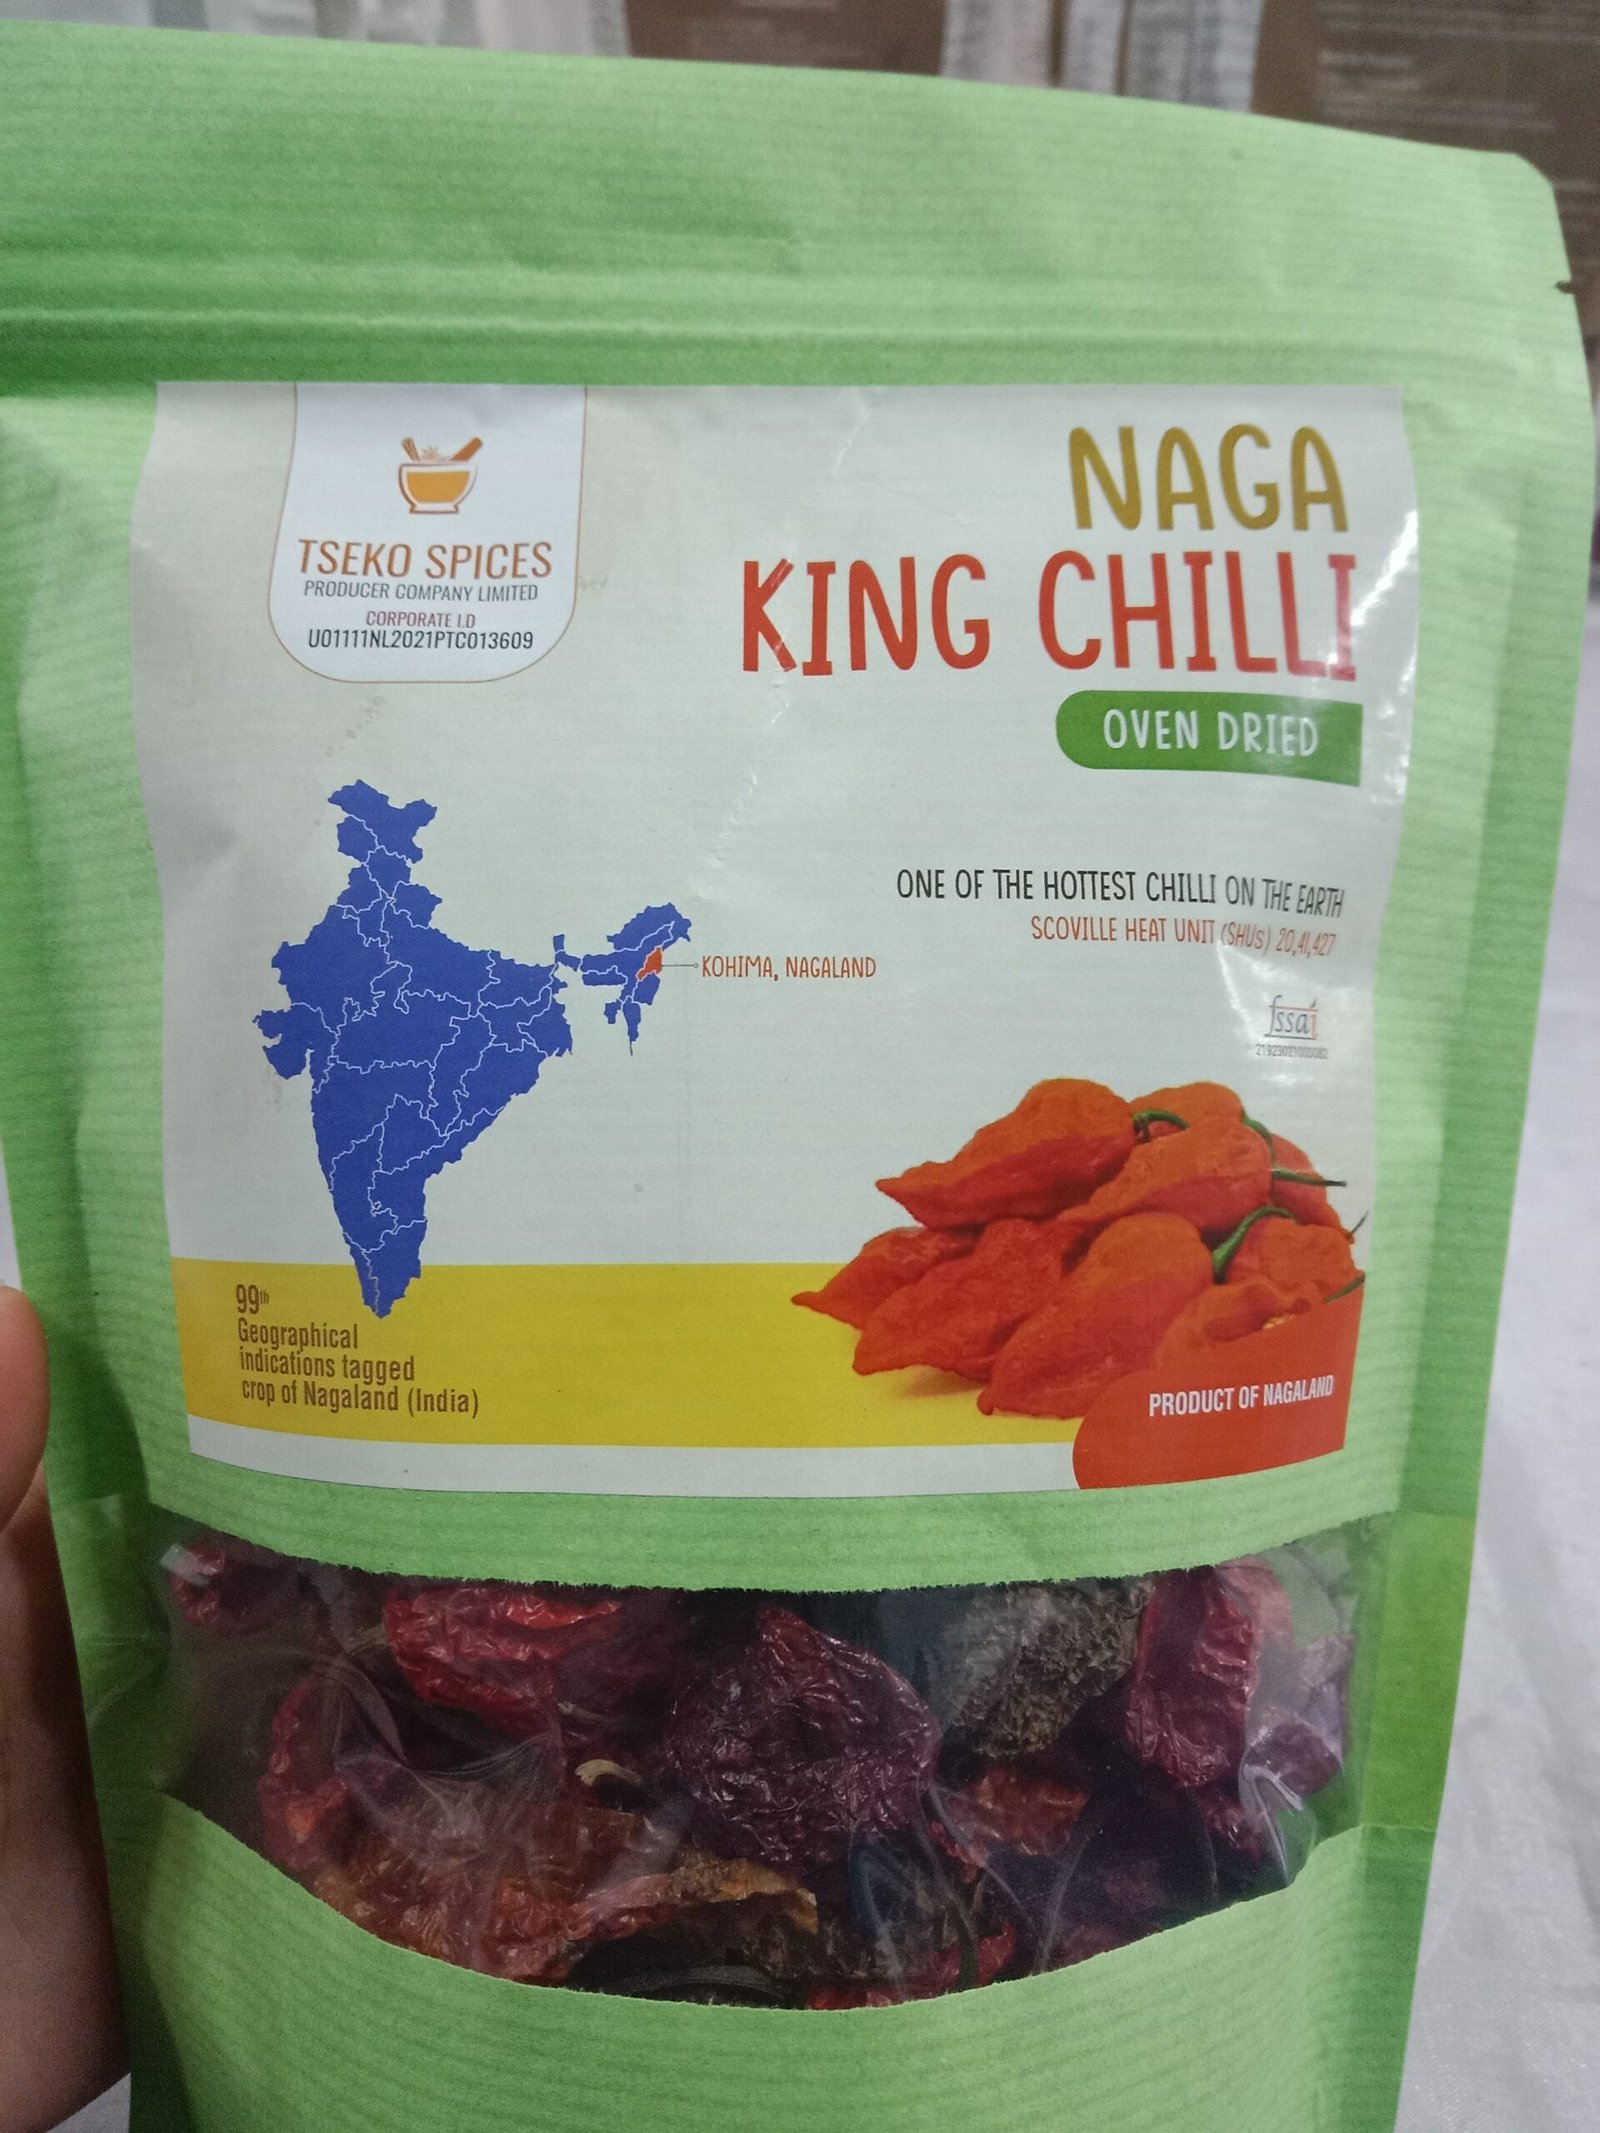 TSEKO SPICES
PRODUCER COMPANY LIMITED
CORPORATE I.D
U01111NL2021PTC013609
NAGA
KING CHILLI
OVEN DRIED
ONE OF THE HOTTEST CHILLI ON THE EARTH
SCOVILLE HEAT UNIT (SHUs) 20,41,427
KOHIMA, NAGALAND
fssai
99th
Geographical
indications tagged
crop of Nagaland (India)
PRODUCT OF NAGALAND